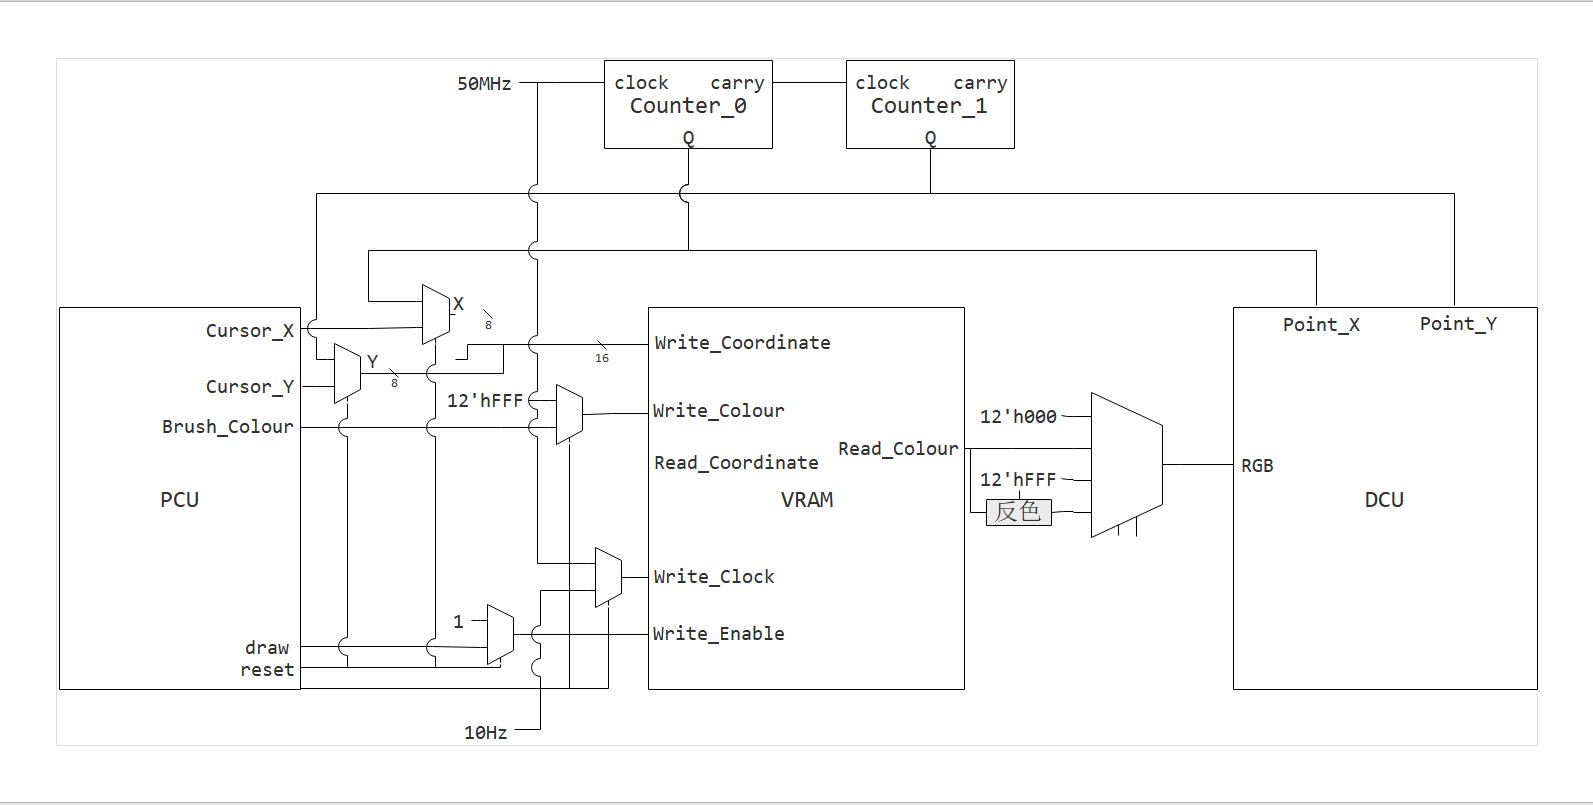 50MHz
clock carry
Counter_0
Q
clock carry
Counter_1
Q
X
8
Cursor_X
Y
8
Cursor_Y
Brush_Colour
12'hFFF
16
Write_Coordinate
Write_Colour
Read_Coordinate
Read_Colour
PCU
VRAM
Write_Clock
Write_Enable
1
draw
reset
10Hz
12'h000
12'hFFF
反色
Point_X
Point_Y
RGB
DCU